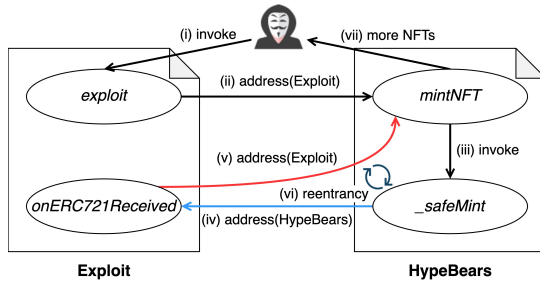 (i) invoke
(vii) more NFTs
exploit
(ii) address(Exploit)
mintNFT
(iii) invoke
(v) address(Exploit)
(vi) reentrancy
onERC721Received
_safeMint
(iv) address(HypeBears)
Exploit
HypeBears